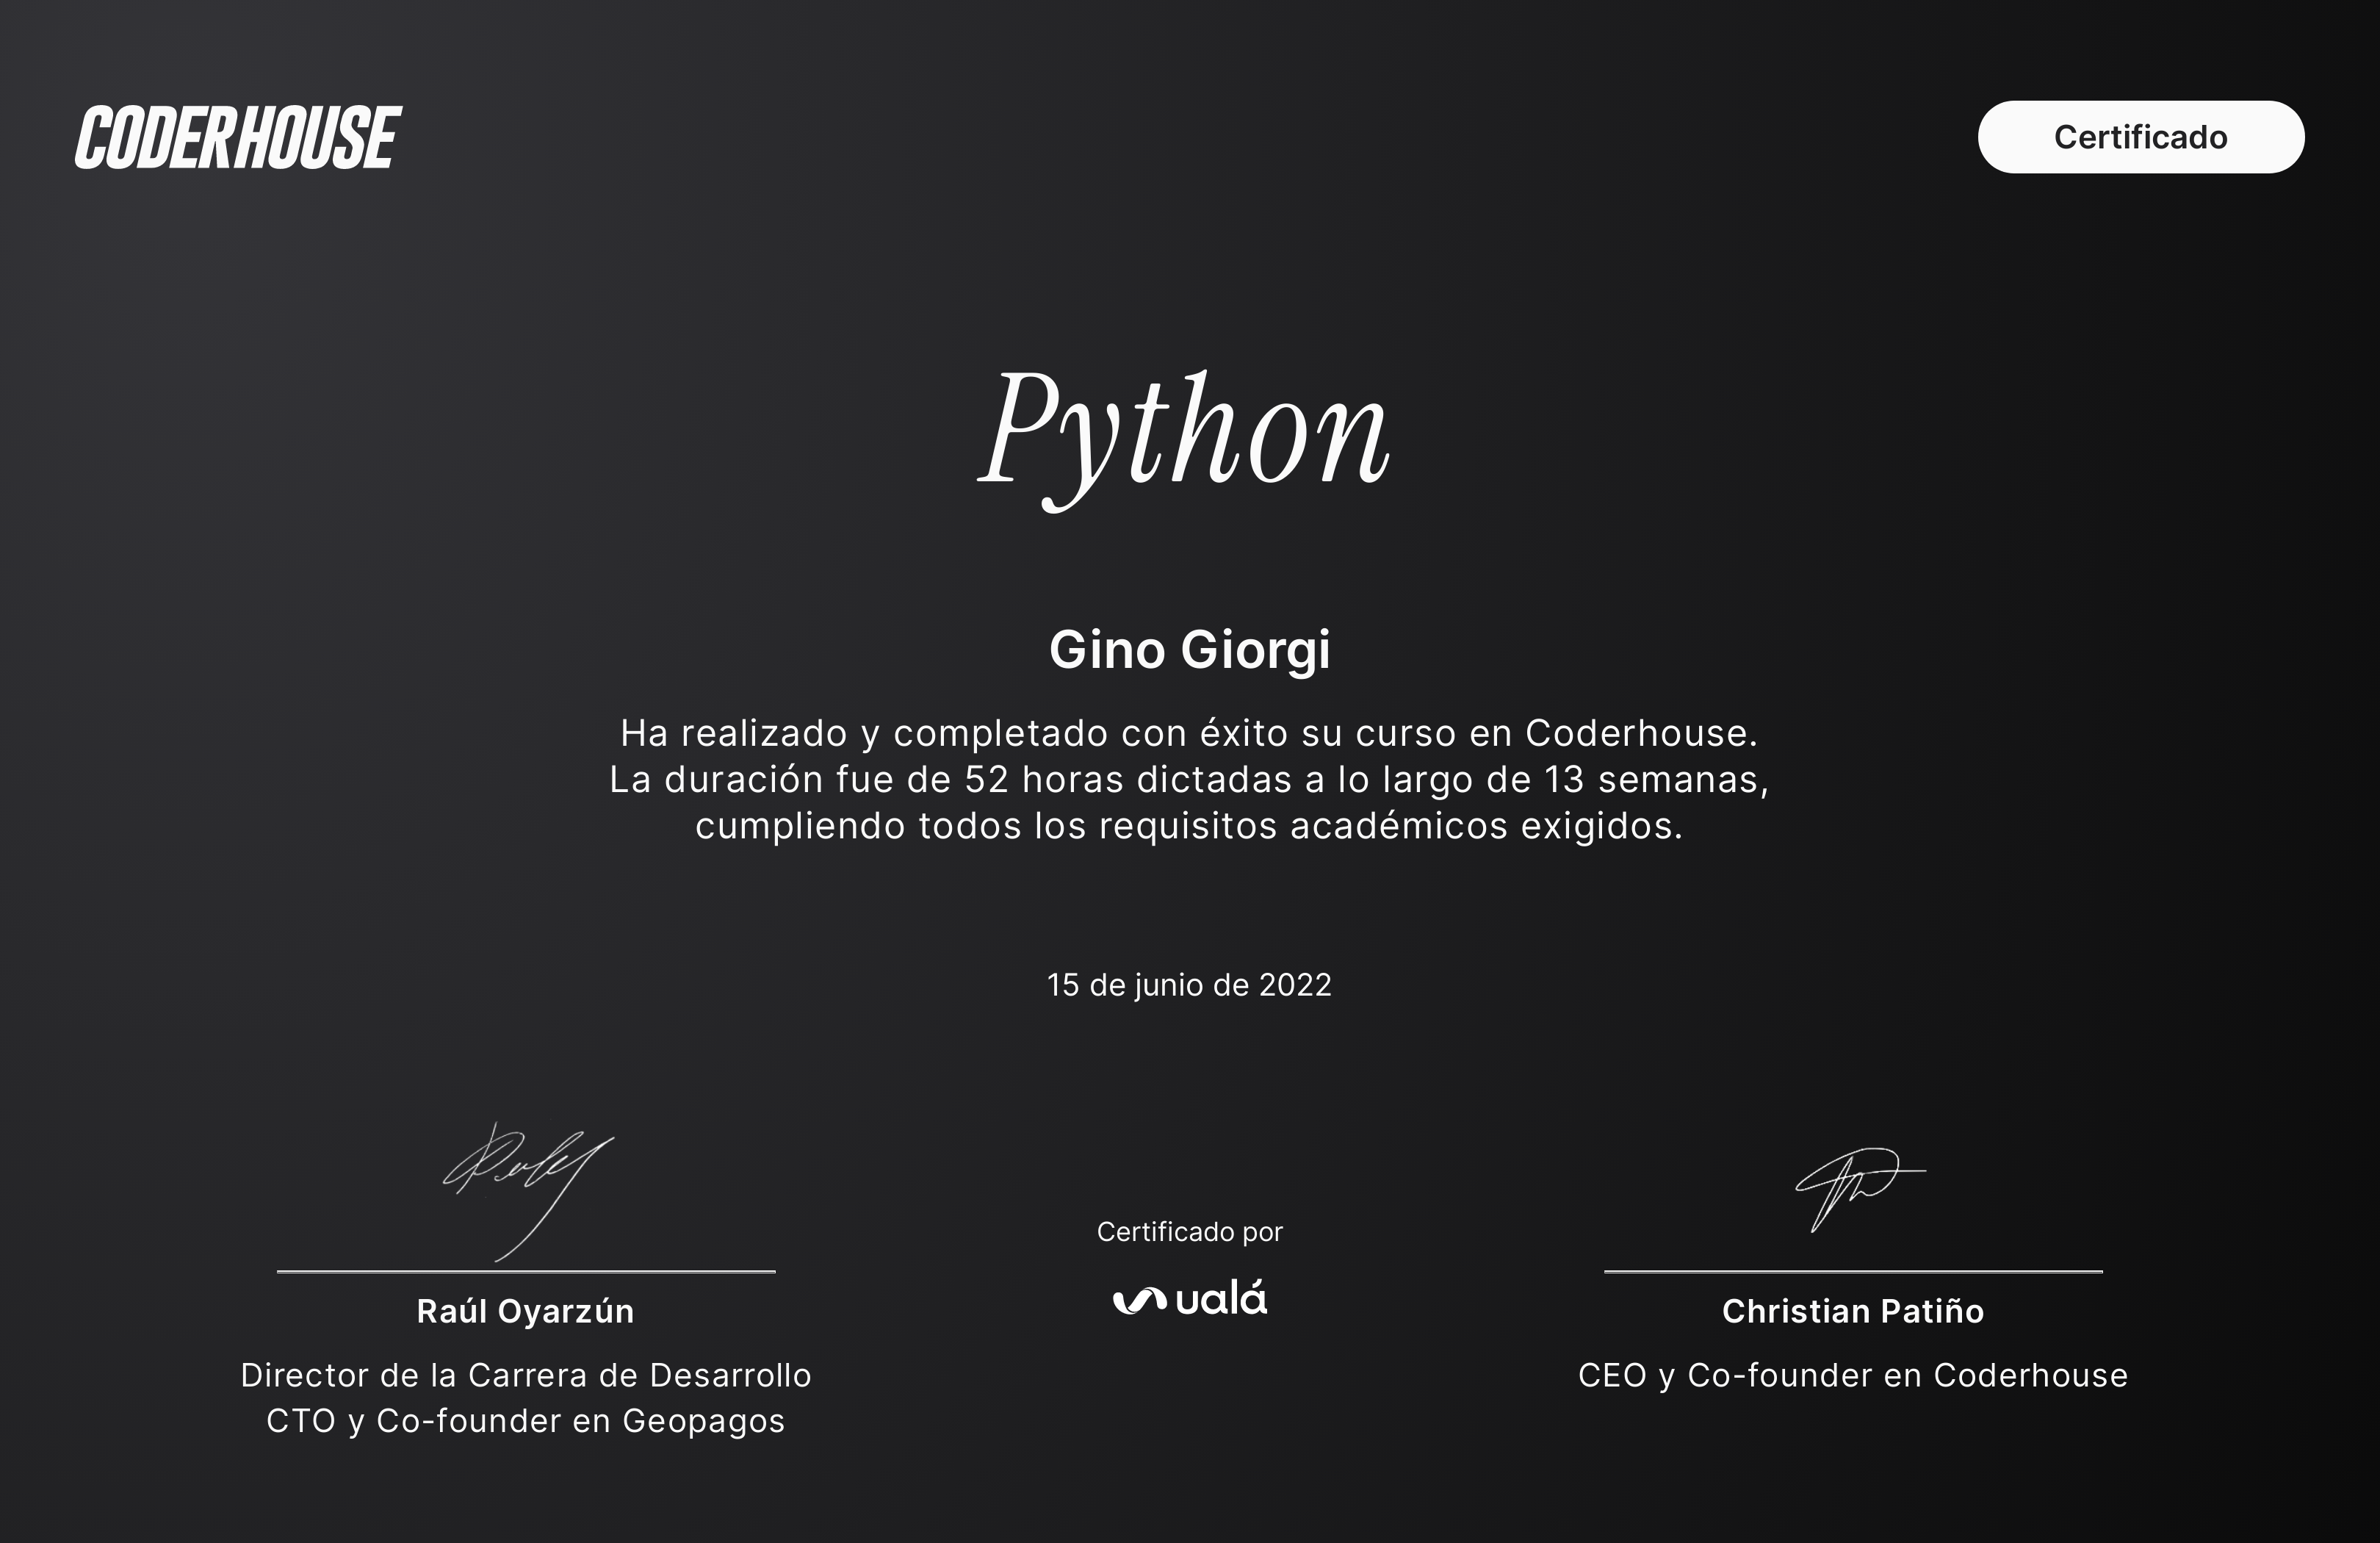 CODERHOUSE
Certificado
Python
Gino Giorgi
Ha realizado y completado con éxito su curso en Coderhouse.
La duración fue de 52 horas dictadas a lo largo de 13 semanas,
cumpliendo todos los requisitos académicos exigidos.
15 de junio de 2022
Certificado por
ualá
Raúl Oyarzún
Director de la Carrera de Desarrollo
CTO y Co-founder en Geopagos
Christian Patiño
CEO y Co-founder en Coderhouse